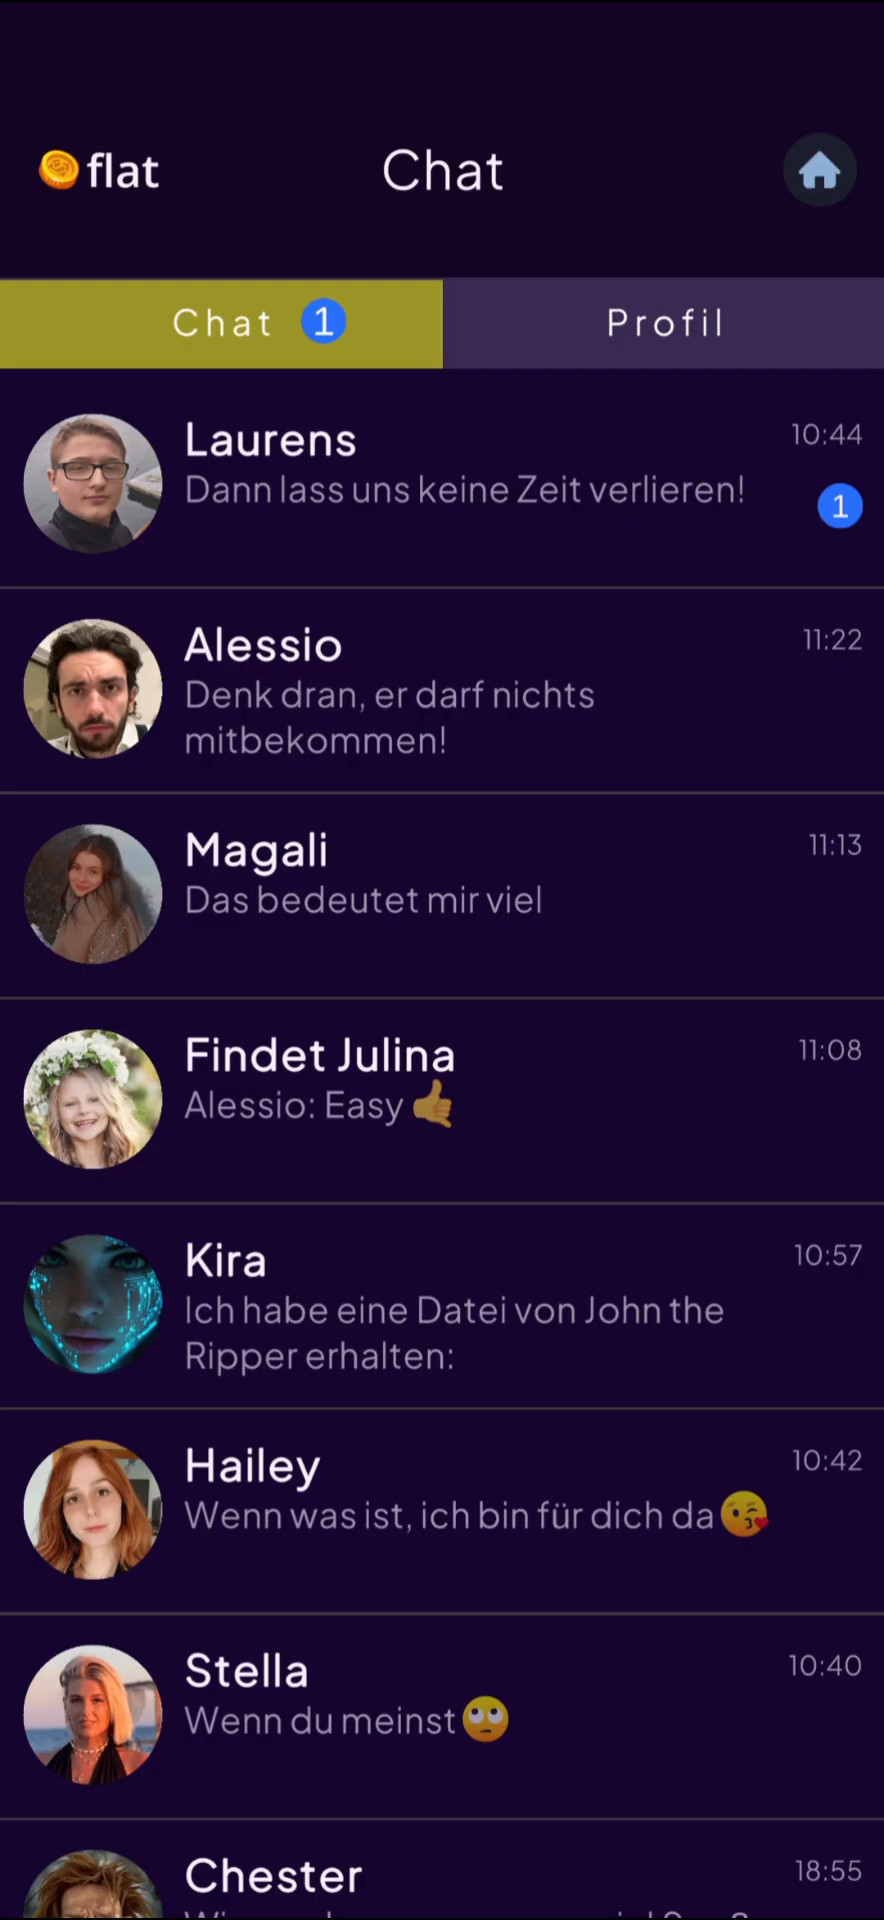 flat
Chat
Chat 1
Profil
Laurens
10:44
Dann lass uns keine Zeit verlieren!
1
Alessio
11:22
Denk dran, er darf nichts
mitbekommen!
Magali
11:13
Das bedeutet mir viel
Findet Julina
11:08
Alessio: Easy 🤙
Kira
10:57
Ich habe eine Datei von John the
Ripper erhalten:
Hailey
10:42
Wenn was ist, ich bin für dich da 😘
Stella
10:40
Wenn du meinst 🙄
Chester
18:55